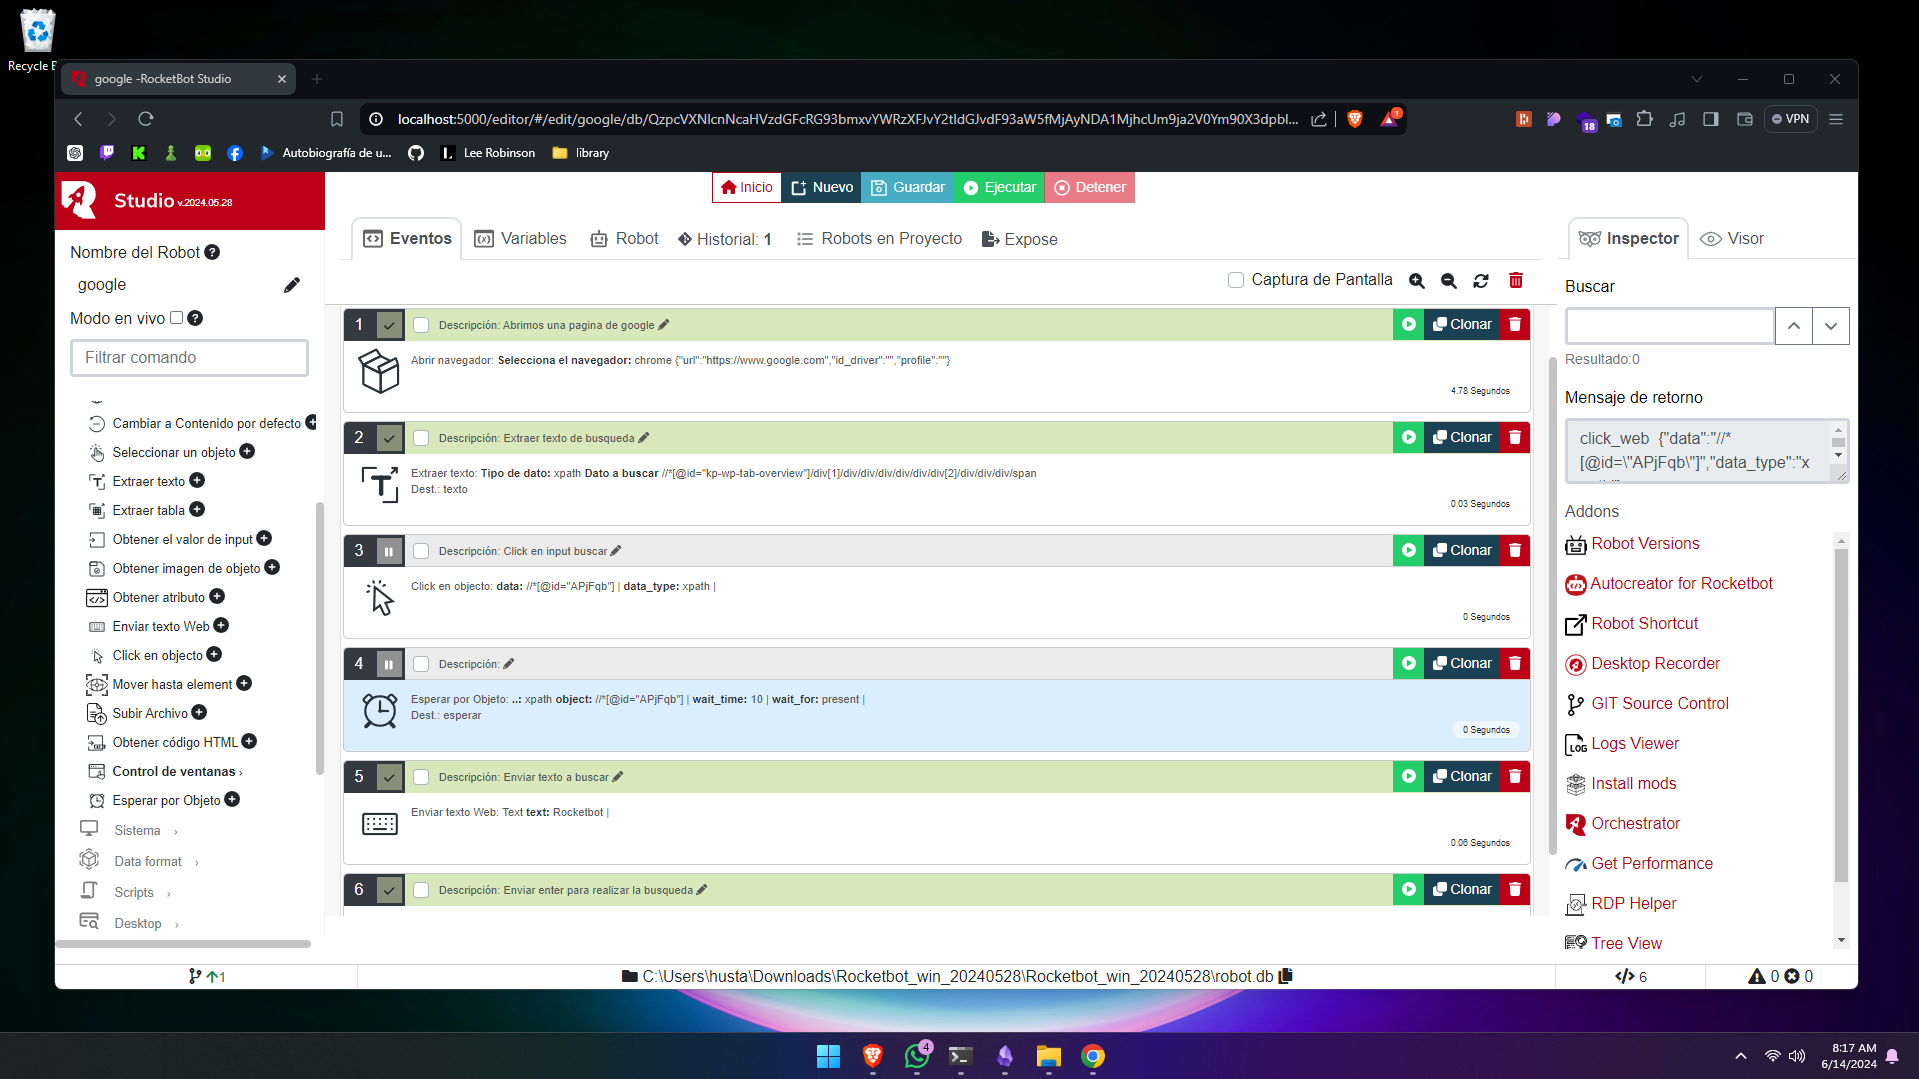 Recycle B
google -RocketBot Studio
localhost:5000/editor/#/edit/google/db/QzpcVXNlcnNcaHVzdGFcRG93bmxvYWRzXFJvY2tldGJvdF93aW5fMjAyNDA1MjhcUm9ja2V0Ym90X3dpbl...
1
18
VPN
Autobiografía de u...
Lee Robinson
library
Studio v.2024.05.28
Inicio
Nuevo
Guardar
Ejecutar
Detener
Nombre del Robot
google
Modo en vivo
Filtrar comando
Cambiar a Contenido por defecto
Seleccionar un objeto
Extraer texto
Extraer tabla
Obtener el valor de input
Obtener imagen de objeto
Obtener atributo
Enviar texto Web
Click en objecto
Mover hasta element
Subir Archivo
Obtener código HTML
Control de ventanas ›
Esperar por Objeto
Sistema ›
Data format ›
Scripts ›
Desktop ›
Eventos
Variables
Robot
Historial: 1
Robots en Proyecto
Expose
Captura de Pantalla
1
Descripción: Abrimos una pagina de google
Clonar
Abrir navegador: Selecciona el navegador: chrome {"url":"https://www.google.com","id_driver":"","profile":""}
4.78 Segundos
2
Descripción: Extraer texto de busqueda
Clonar
Extraer texto: Tipo de dato: xpath Dato a buscar //*[@id="kp-wp-tab-overview"]/div[1]/div/div/div/div/div/div[2]/div/div/div/span
Dest.: texto
0.03 Segundos
3
Descripción: Click en input buscar
Clonar
Click en objecto: data: //*[@id="APjFqb"] | data_type: xpath |
0 Segundos
4
Descripción:
Clonar
Esperar por Objeto: ..: xpath object: //*[@id="APjFqb"] | wait_time: 10 | wait_for: present |
Dest.: esperar
0 Segundos
5
Descripción: Enviar texto a buscar
Clonar
Enviar texto Web: Text text: Rocketbot |
0.06 Segundos
6
Descripción: Enviar enter para realizar la busqueda
Clonar
Inspector
Visor
Buscar
Resultado:0
Mensaje de retorno
click_web {"data":"//*
[@id=\"APjFqb\"]","data_type":"x
Addons
Robot Versions
Autocreator for Rocketbot
Robot Shortcut
Desktop Recorder
GIT Source Control
LOG
Logs Viewer
Install mods
Orchestrator
Get Performance
RDP Helper
Tree View
1
C:\Users\husta\Downloads\Rocketbot_win_20240528\Rocketbot_win_20240528\robot.db
6
0
0
4
8:17 AM
6/14/2024